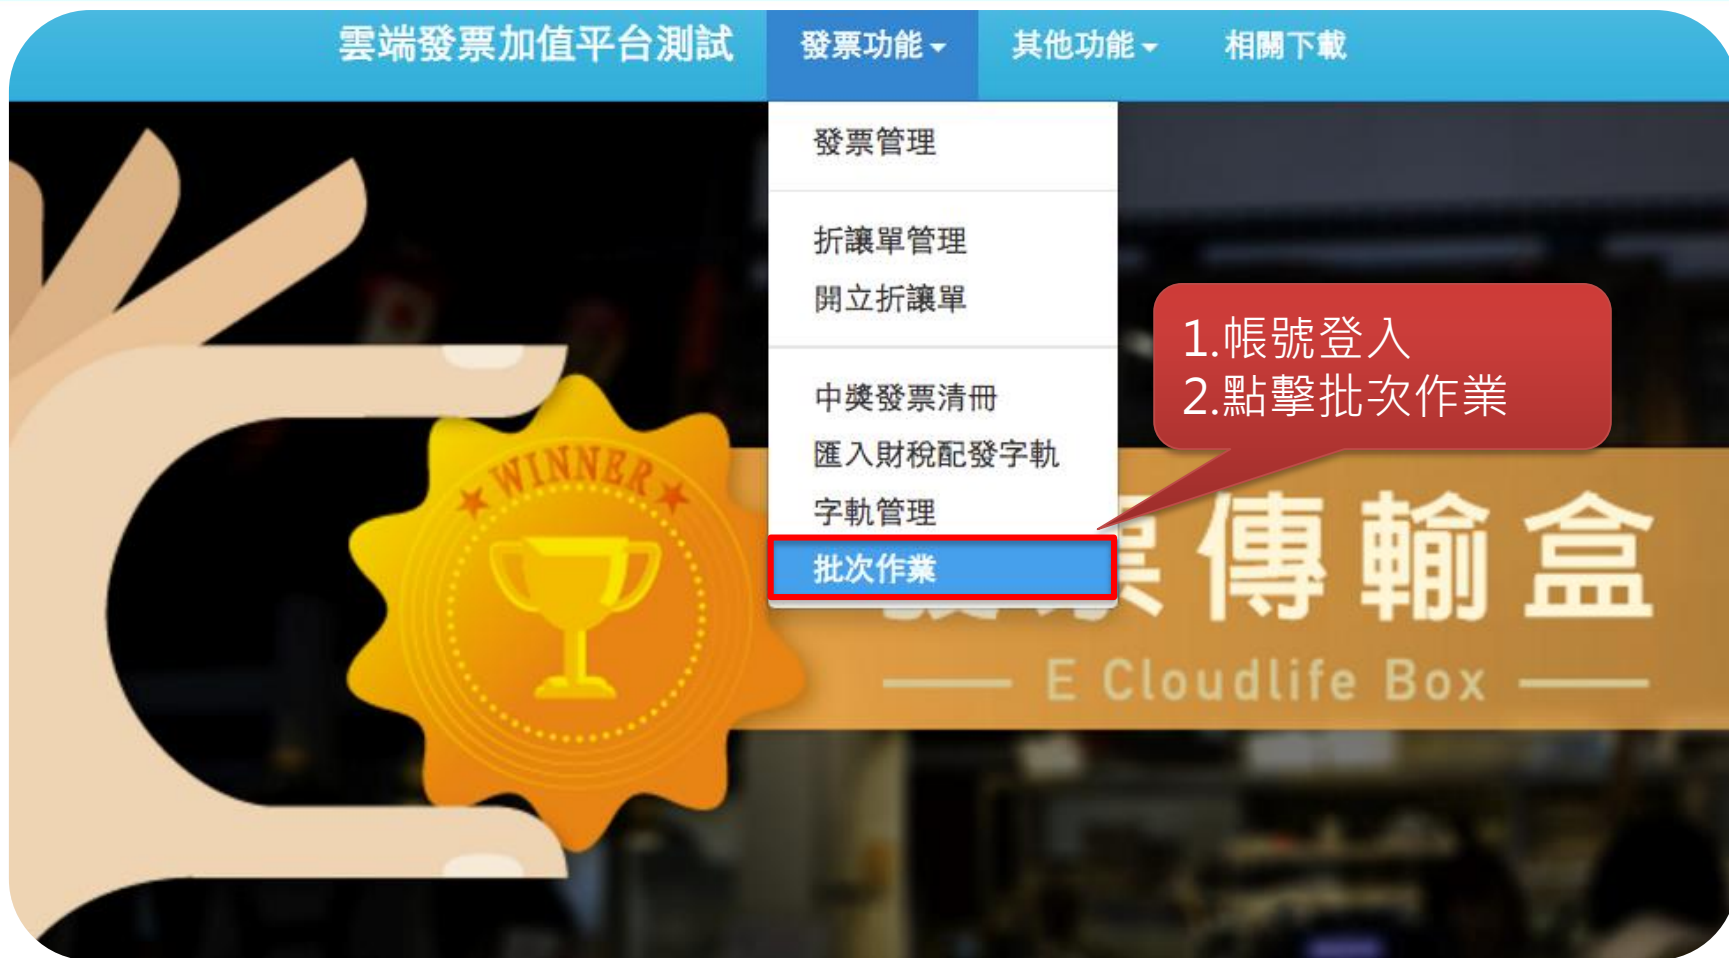 雲端發票加值平台測試 發票功能 其他功能 相關下載
發票管理
折讓單管理
開立折讓單
中獎發票清冊
匯入財稅配發字軌
字軌管理
批次作業
1.帳號登入
2.點擊批次作業
WINNER
票傳輸盒
E Cloudlife Box